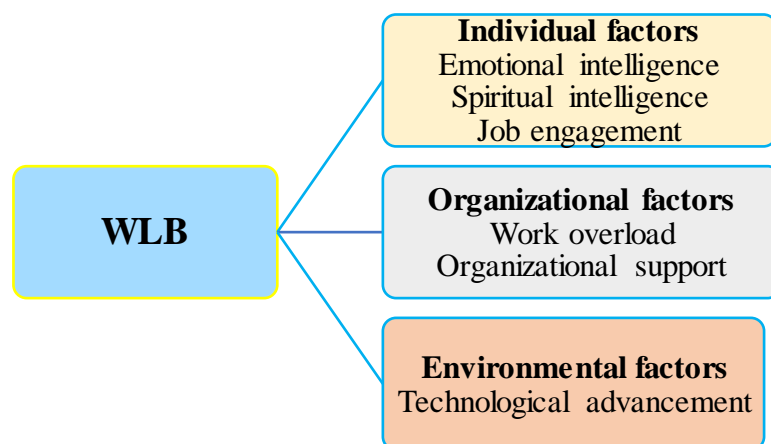 WLB
Individual factors
Emotional intelligence
Spiritual intelligence
Job engagement
Organizational factors
Work overload
Organizational support
Environmental factors
Technological advancement